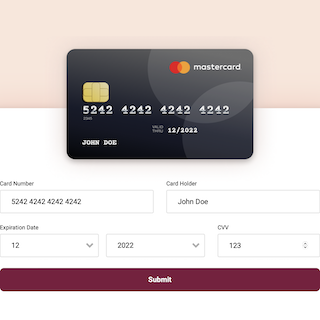 mastercard
5242 4242 4242 4242
5242
VALID THRU 12/2022
JOHN DOE
Card Number
Card Holder
5242 4242 4242 4242
John Doe
Expiration Date
CVV
12
2022
123
Submit